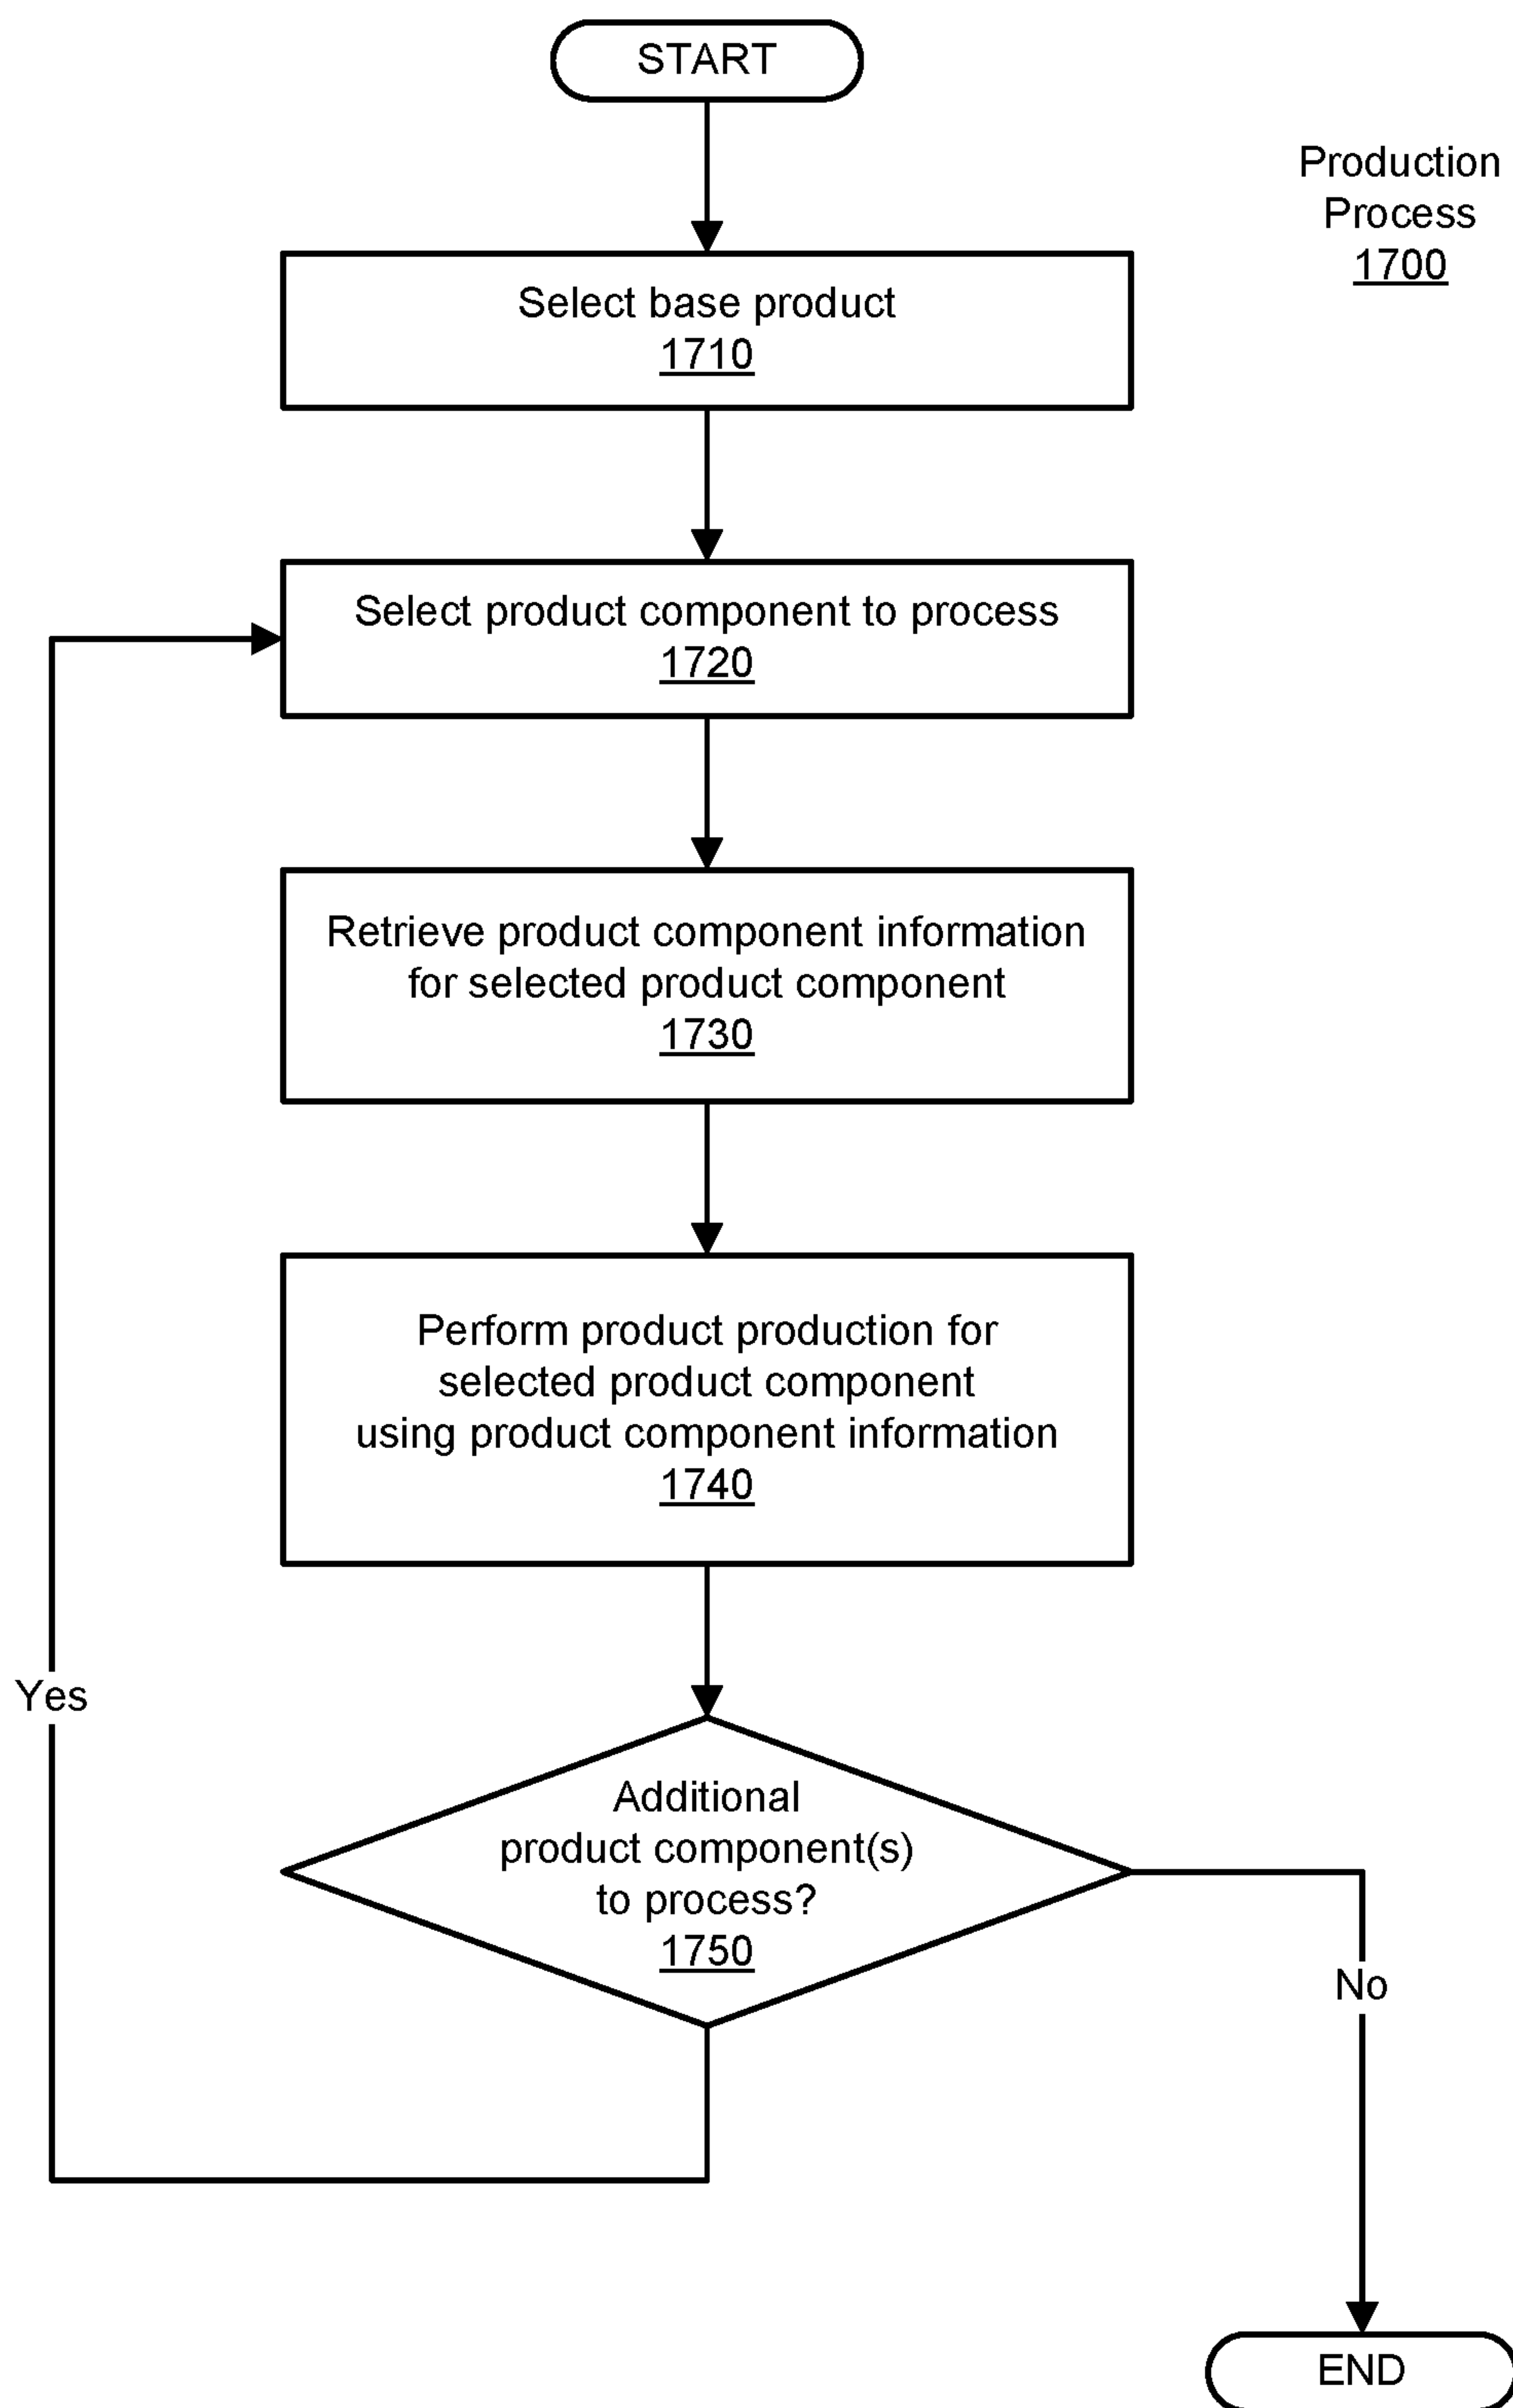 START
Production
Process
1700
Select base product
1710
Select product component to process
1720
Retrieve product component information
for selected product component
1730
Perform product production for
selected product component
using product component information
1740
Yes
Additional
product component(s)
to process?
1750
No
END